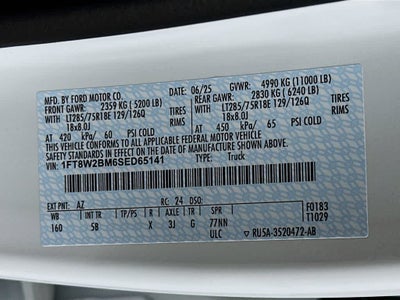 MFD. BY FORD MOTOR CO.
06/25 GVWR: 4990 KG (11000 LB)
FRONT GAWR: 2359 KG (5200 LB) REAR GAWR: 2830 KG (6240 LB)
WITH LT285/75R18E 129/126Q TIRES WITH LT285/75R18E 129/126Q TIRES
18x8.0J RIMS 18x8.0J RIMS
AT 420 kPa/ 60 PSI COLD AT 450 kPa/ 65 PSI COLD
THIS VEHICLE CONFORMS TO ALL APPLICABLE FEDERAL MOTOR VEHICLE
SAFETY STANDARDS IN EFFECT ON THE DATE OF MANUFACTURE SHOWN ABOVE.
VIN: 1FT8W2BM6SED65141 TYPE: Truck
EXT PNT: AZ RC: 24 DSO:
WB INT TR TP/PS R AXLE TR SPR F0183
160 5B X 3J G 77NN T1029
ULC RU5A-3520472-AB